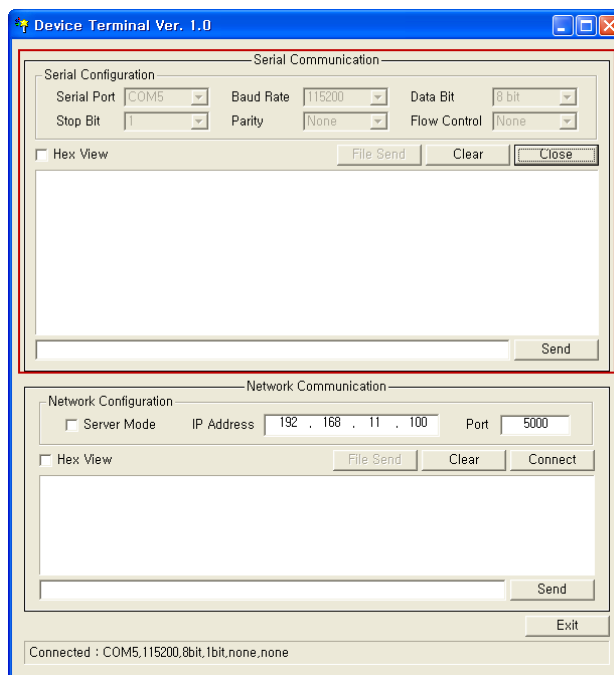 Device Terminal Ver. 1.0
Serial Communication
Serial Configuration
Serial Port COM5 Baud Rate 115200 Data Bit 8 bit
Stop Bit 1 Parity None Flow Control None
Hex View File Send Clear Close
Send
Network Communication
Network Configuration
Server Mode IP Address 192 . 168 . 11 . 100 Port 5000
Hex View File Send Clear Connect
Send
Exit
Connected : COM5,115200,8bit,1bit,none,none